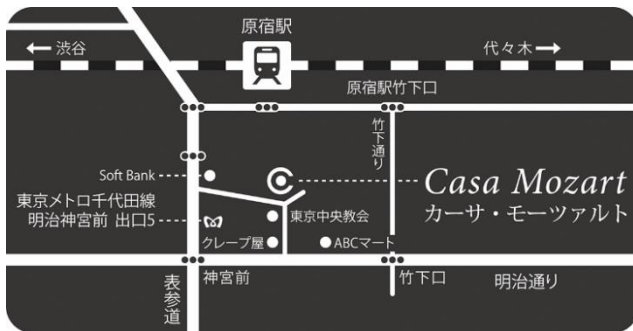 原宿駅
← 渋谷
代々木 →
原宿駅竹下口
竹下通り
Soft Bank
Casa Mozart
カーサ・モーツァルト
東京メトロ千代田線
明治神宮前 出口5
東京中央教会
クレープ屋
ABCマート
表参道
神宮前
竹下口
明治通り